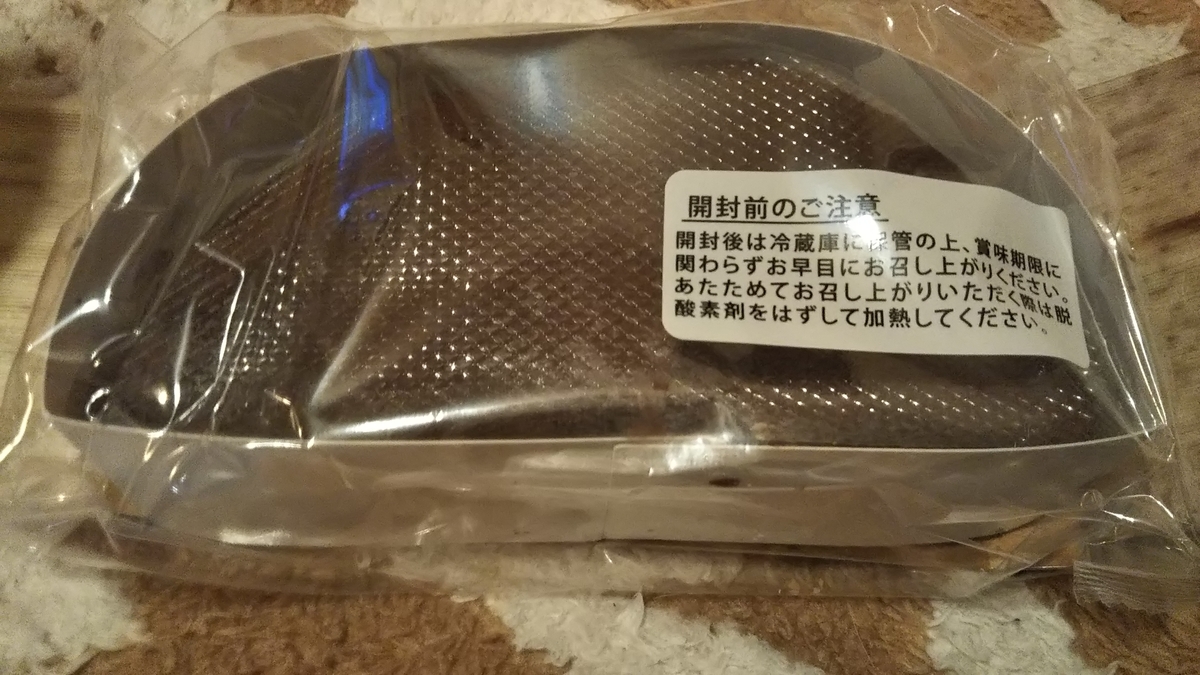 開封前のご注意
開封後は冷蔵庫に保管の上、賞味期限に
関わらずお早目にお召し上がりください。
あたためてお召し上がりいただく際は脱
酸素剤をはずして加熱してください。